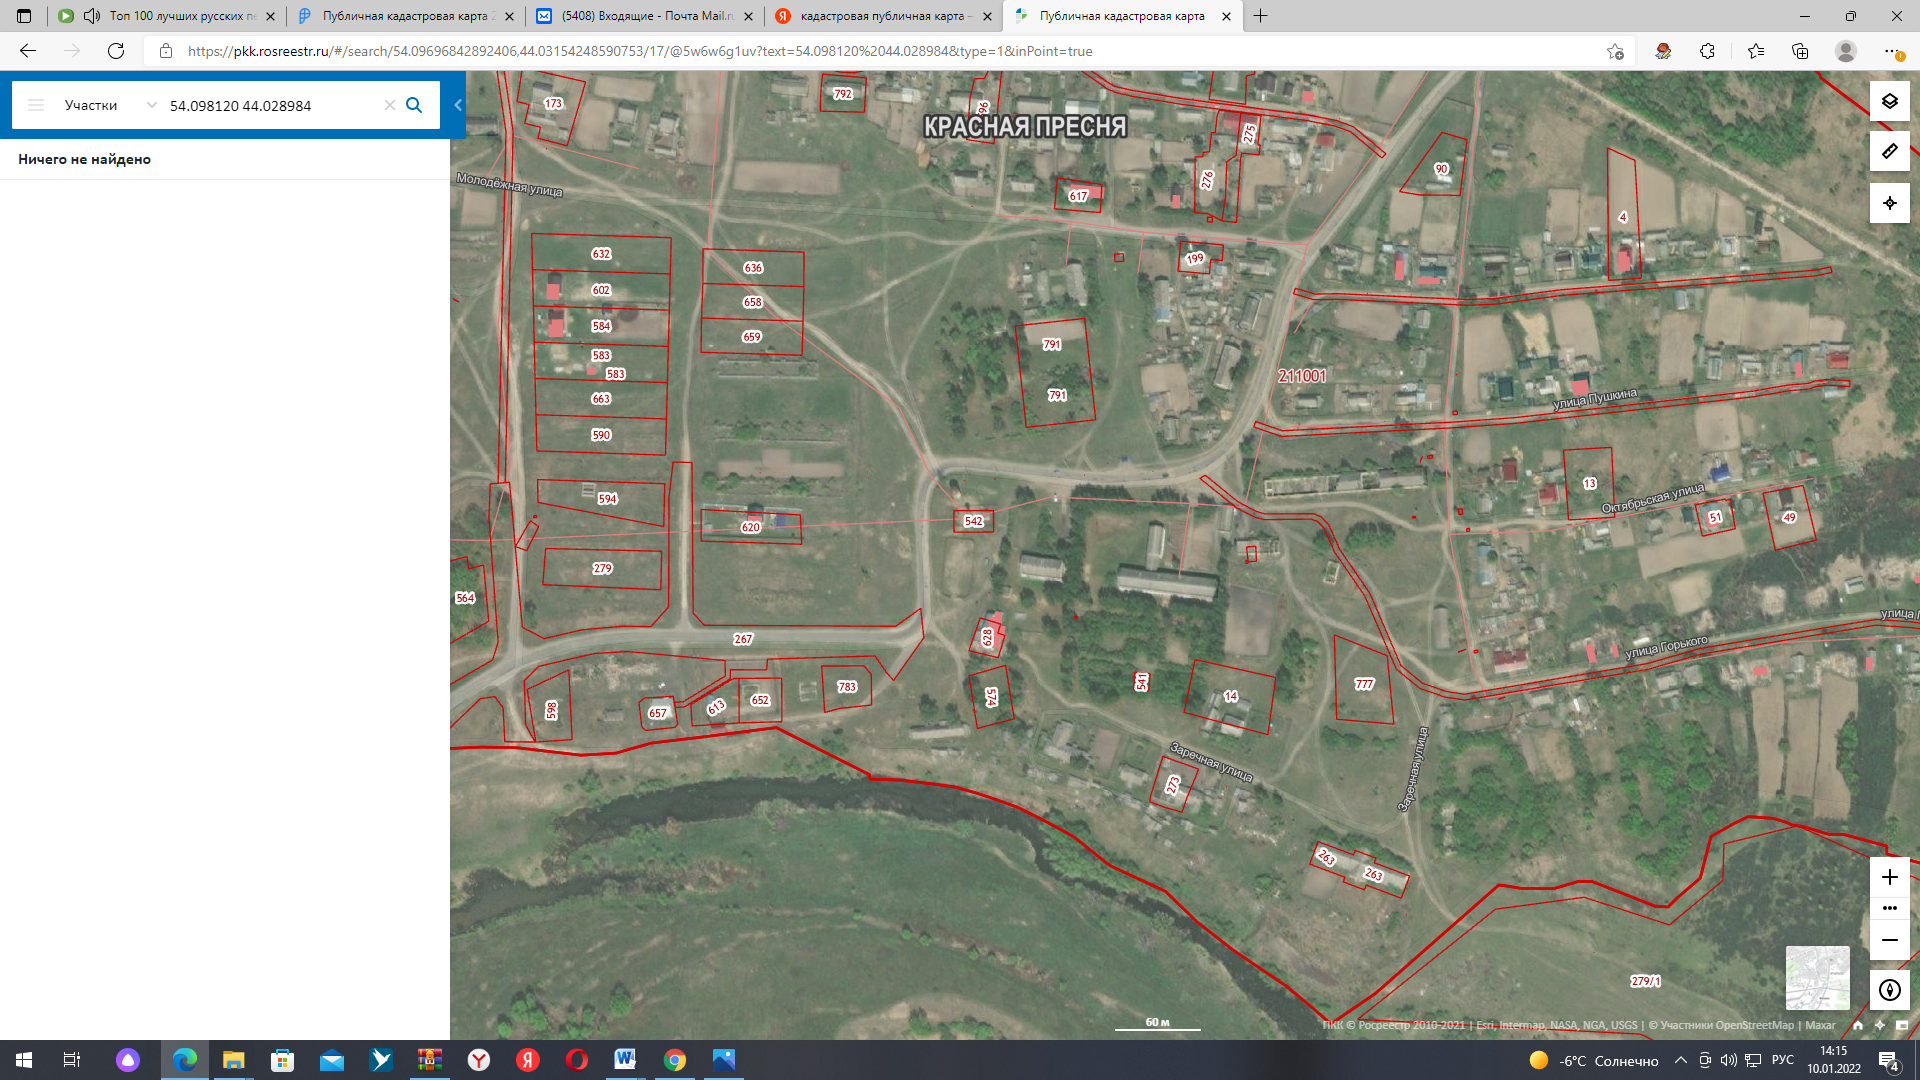 Топ 100 лучших русских пе
Публичная кадастровая карта 2
(5408) Входящие - Почта Mail.ru
кадастровая публичная карта –
Публичная кадастровая карта
https://pkk.rosreestr.ru/#/search/54.09696842892406,44.03154248590753/17/@5w6w6g1uv?text=54.098120%2044.028984&type=1&inPoint=true
Участки
54.098120 44.028984
Ничего не найдено
173
792
КРАСНАЯ ПРЕСНЯ
275
90
Молодёжная улица
617
276
4
632
636
199
602
658
584
659
791
583
583
211001
663
791
улица Пушкина
590
594
13
Октябрьская улица
620
542
51
49
279
564
267
628
улица Горького
598
657
613
652
783
574
541
14
777
Заречная улица
Заречная улица
273
263
263
279/1
60 м
ПКК © Росреестр 2010-2021 | Esri, Intermap, NASA, NGA, USGS | © Участники OpenStreetMap | Maxar
-6°C Солнечно
РУС
14:15
10.01.2022
4